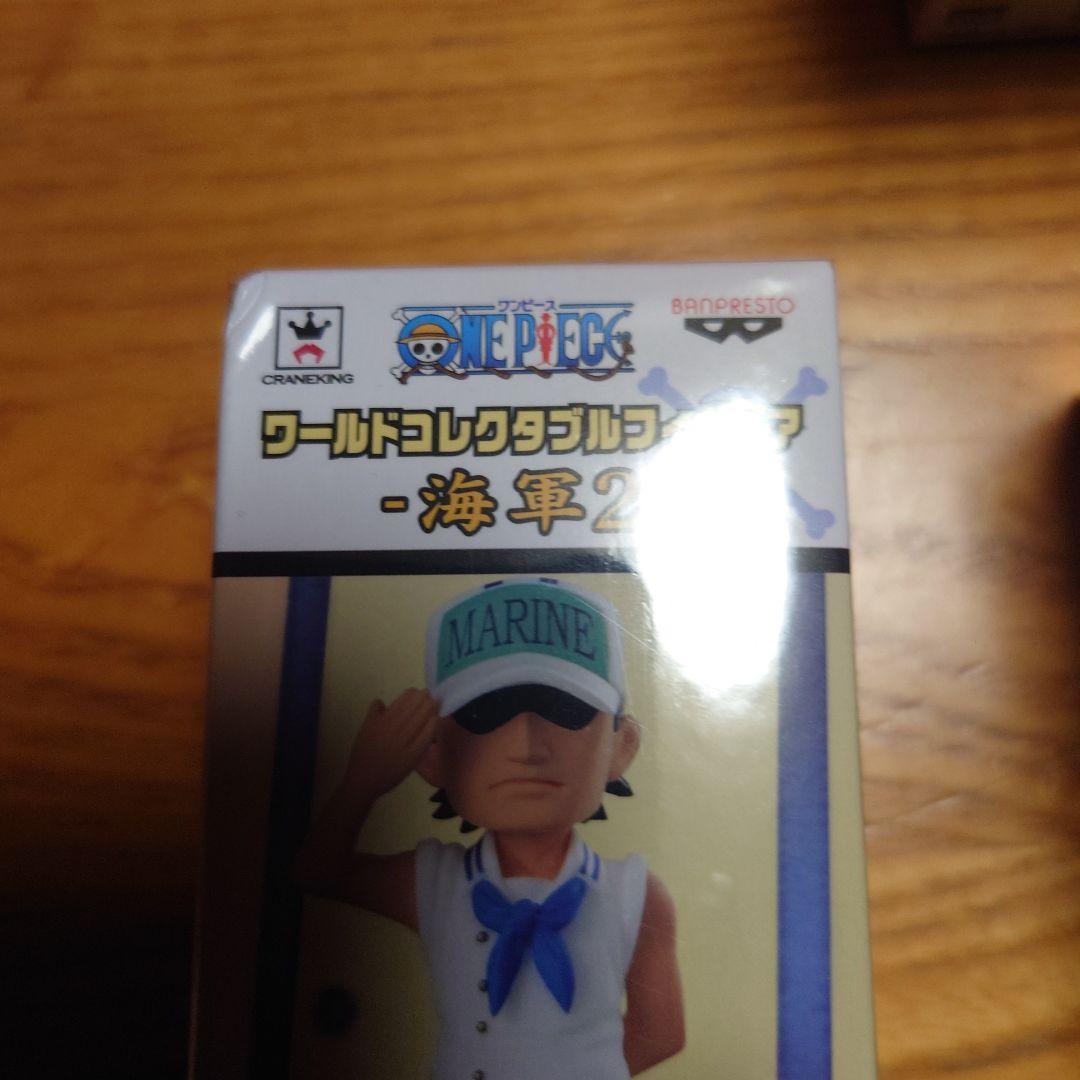 ワンピース
ONE PIECE
BANPRESTO
CRANEKING
ワールドコレクタブルフィ
-海軍2
MARINE